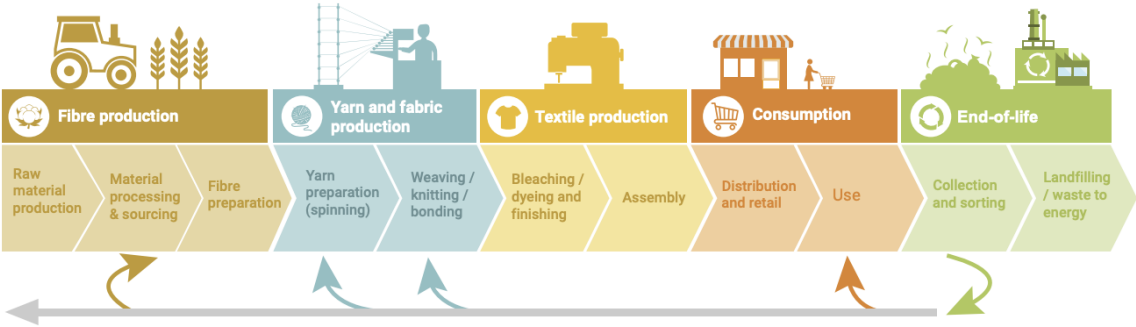 Fibre production
Yarn and fabric
production
Textile production
Consumption
End-of-life
Raw
material
production
Material
processing
& sourcing
Fibre
preparation
Yarn
preparation
(spinning)
Weaving /
knitting /
bonding
Bleaching /
dyeing and
finishing
Assembly
Distribution
and retail
Use
Collection
and sorting
Landfilling
/ waste to
energy